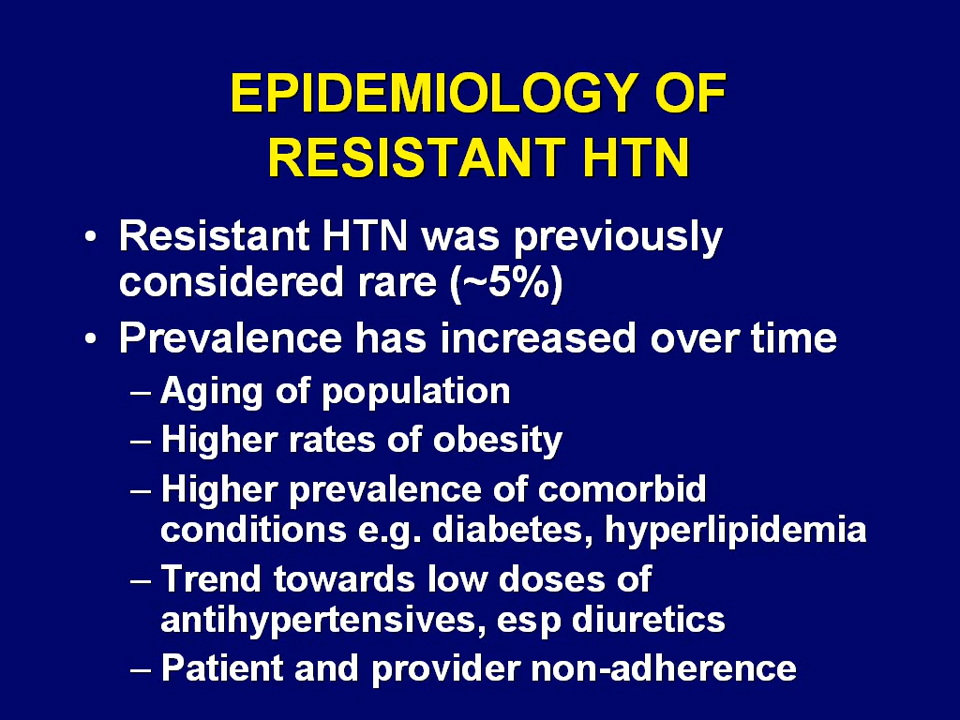 EPIDEMIOLOGY OF
RESISTANT HTN
• Resistant HTN was previously
considered rare (~5%)
• Prevalence has increased over time
– Aging of population
– Higher rates of obesity
– Higher prevalence of comorbid
conditions e.g. diabetes, hyperlipidemia
– Trend towards low doses of
antihypertensives, esp diuretics
– Patient and provider non-adherence